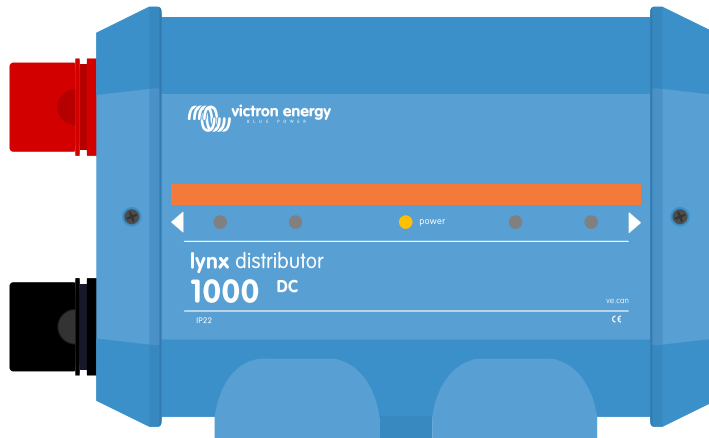 victron energy
BLUE POWER
power
lynx distributor
1000 DC
ve.can
IP22
CE